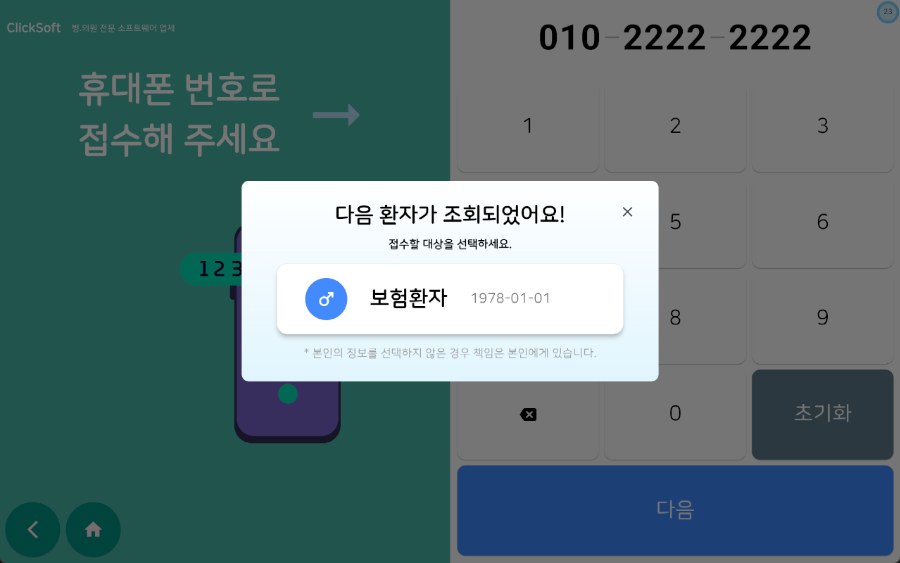 ClickSoft 병.의원 전문 소프트웨어 업체
휴대폰 번호로
접수해 주세요
1 2 3
23
010-2222-2222
1 2 3
5 6
8 9
0 초기화
다음
다음 환자가 조회되었어요!
접수할 대상을 선택하세요.
보험환자 1978-01-01
* 본인의 정보를 선택하지 않은 경우 책임은 본인에게 있습니다.